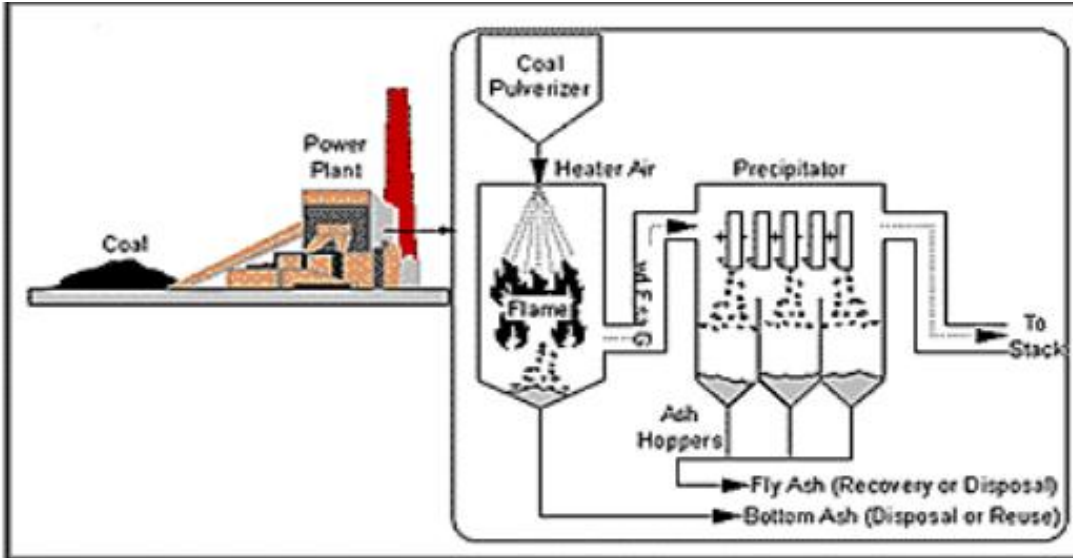 Coal
Pulverizer
Power
Plant
Heater Air
Precipitator
Coal
Flame
To
Stack
Ash
Hoppers
Fly Ash (Recovery or Disposal)
Bottom Ash (Disposal or Reuse)